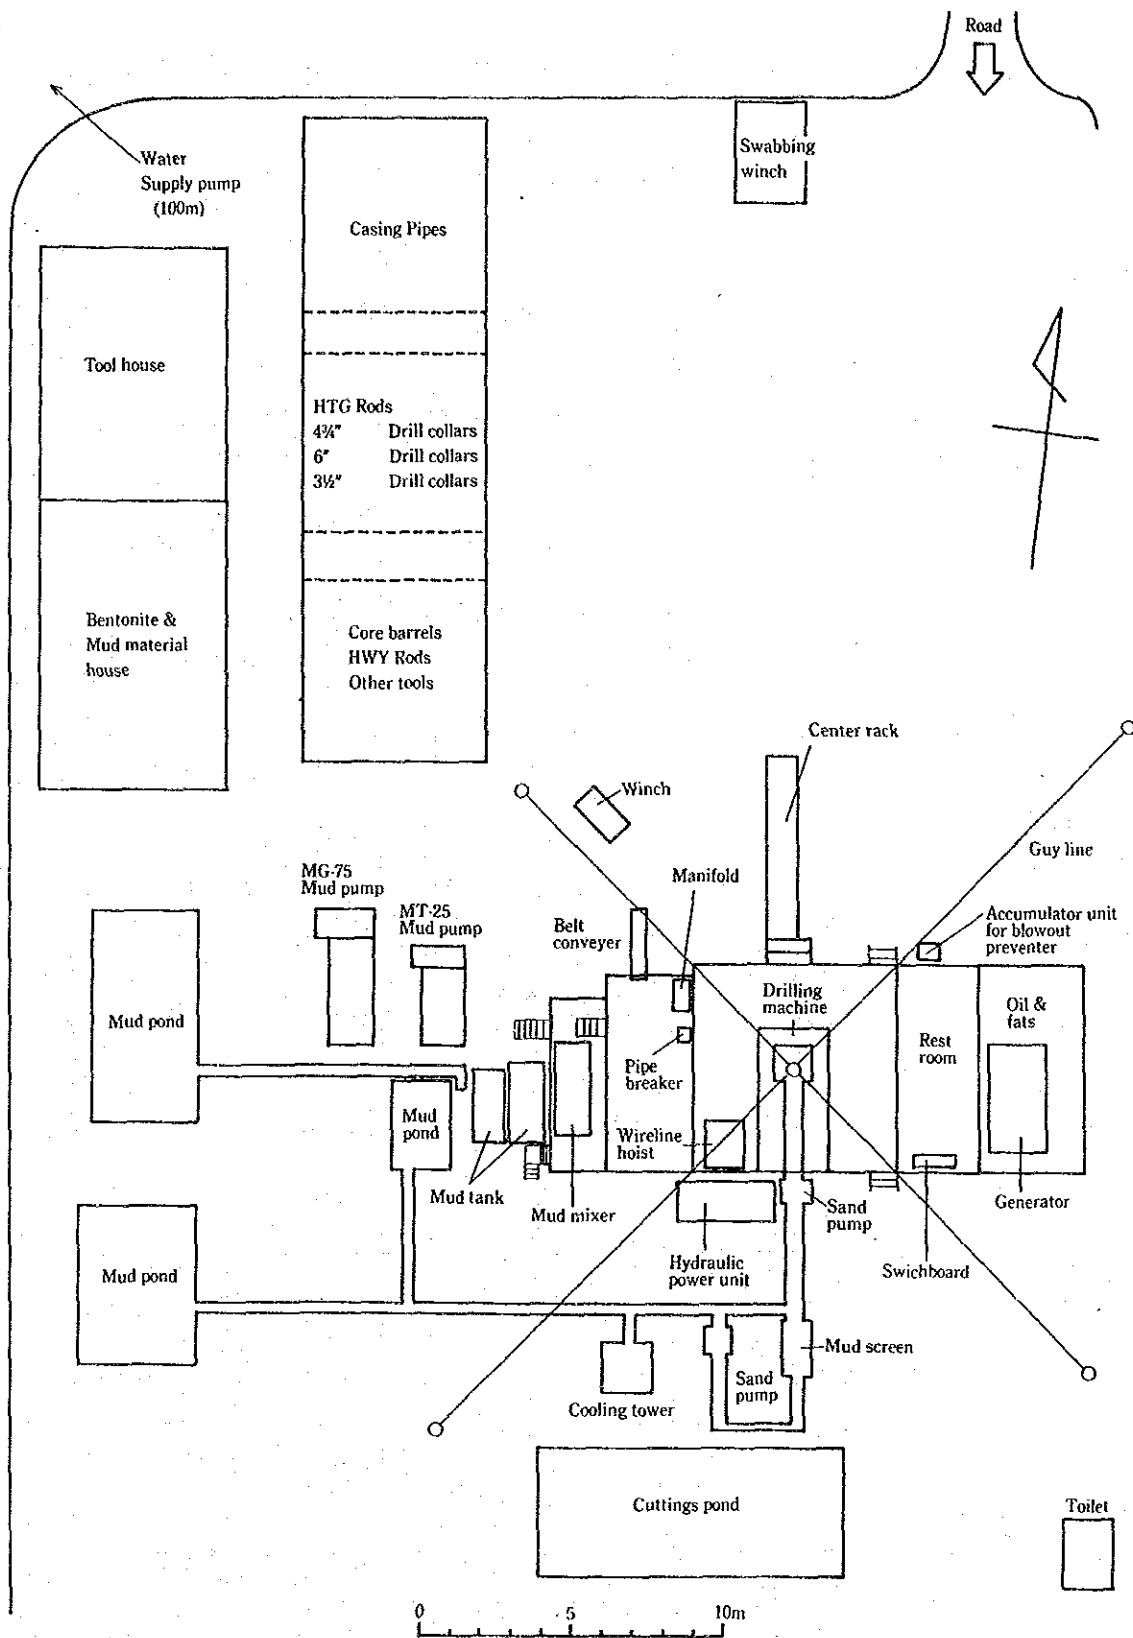 Road
Swabbing
winch
Water
Supply pump
(100m)
Casing Pipes
Tool house
HTG Rods
4¾" Drill collars
6" Drill collars
3½" Drill collars
Bentonite &
Mud material
house
Core barrels
HWY Rods
Other tools
Center rack
Winch
Guy line
MG-75
Mud pump
MT-25
Mud pump
Manifold
Belt
conveyer
Accumulator unit
for blowout
preventer
Drilling
machine
Oil &
fats
Mud pond
Rest
room
Pipe
breaker
Mud
pond
Wireline
hoist
Mud tank
Mud mixer
Sand
pump
Generator
Mud pond
Hydraulic
power unit
Swichboard
Mud screen
Sand
pump
Cooling tower
Cuttings pond
Toilet
0 5 10m